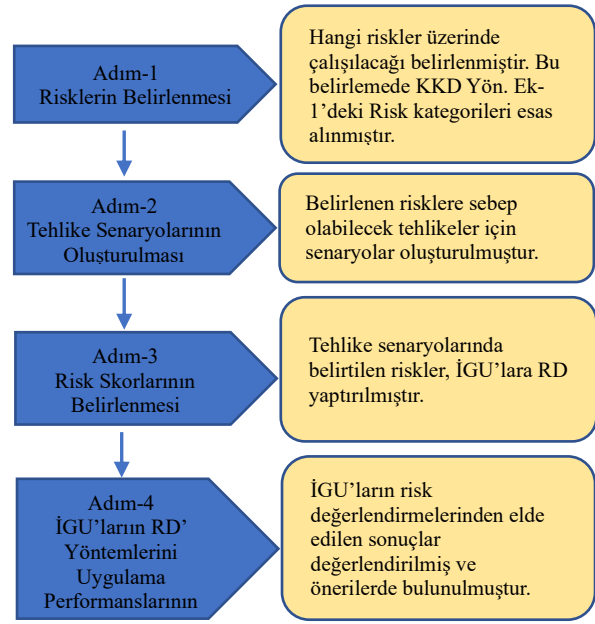 Adım-1
Risklerin Belirlenmesi
Hangi riskler üzerinde
çalışılacağı belirlenmiştir. Bu
belirlemede KKD Yön. Ek-
1’deki Risk kategorileri esas
alınmıştır.
Adım-2
Tehlike Senaryolarının
Oluşturulması
Belirlenen risklere sebep
olabilecek tehlikeler için
senaryolar oluşturulmuştur.
Adım-3
Risk Skorlarının
Belirlenmesi
Tehlike senaryolarında
belirtilen riskler, İGU’lara RD
yaptırılmıştır.
Adım-4
İGU’larıın RD’
Yöntemlerini
Uygulama
Performanslarının
İGU’ların risk
değerlendirmelerinden elde
edilen sonuçlar
değerlendirilmiş ve
önerilerde bulunulmuştur.